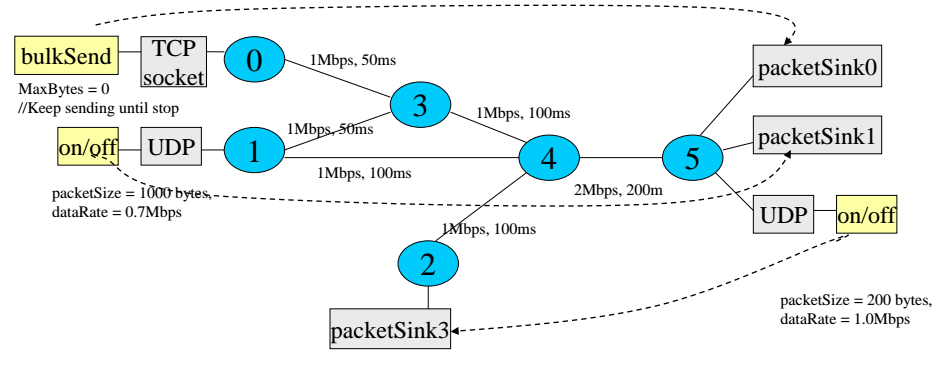 bulkSend
TCP
socket
0
1Mbps, 50ms
packetSink0
MaxBytes = 0
//Keep sending until stop
3
1Mbps, 100ms
1Mbps, 50ms
packetSink1
on/off
UDP
1
4
5
1Mbps, 100ms
2Mbps, 200m
packetSize = 1000 bytes,
dataRate = 0.7Mbps
UDP
on/off
1Mbps, 100ms
2
packetSize = 200 bytes,
dataRate = 1.0Mbps
packetSink3